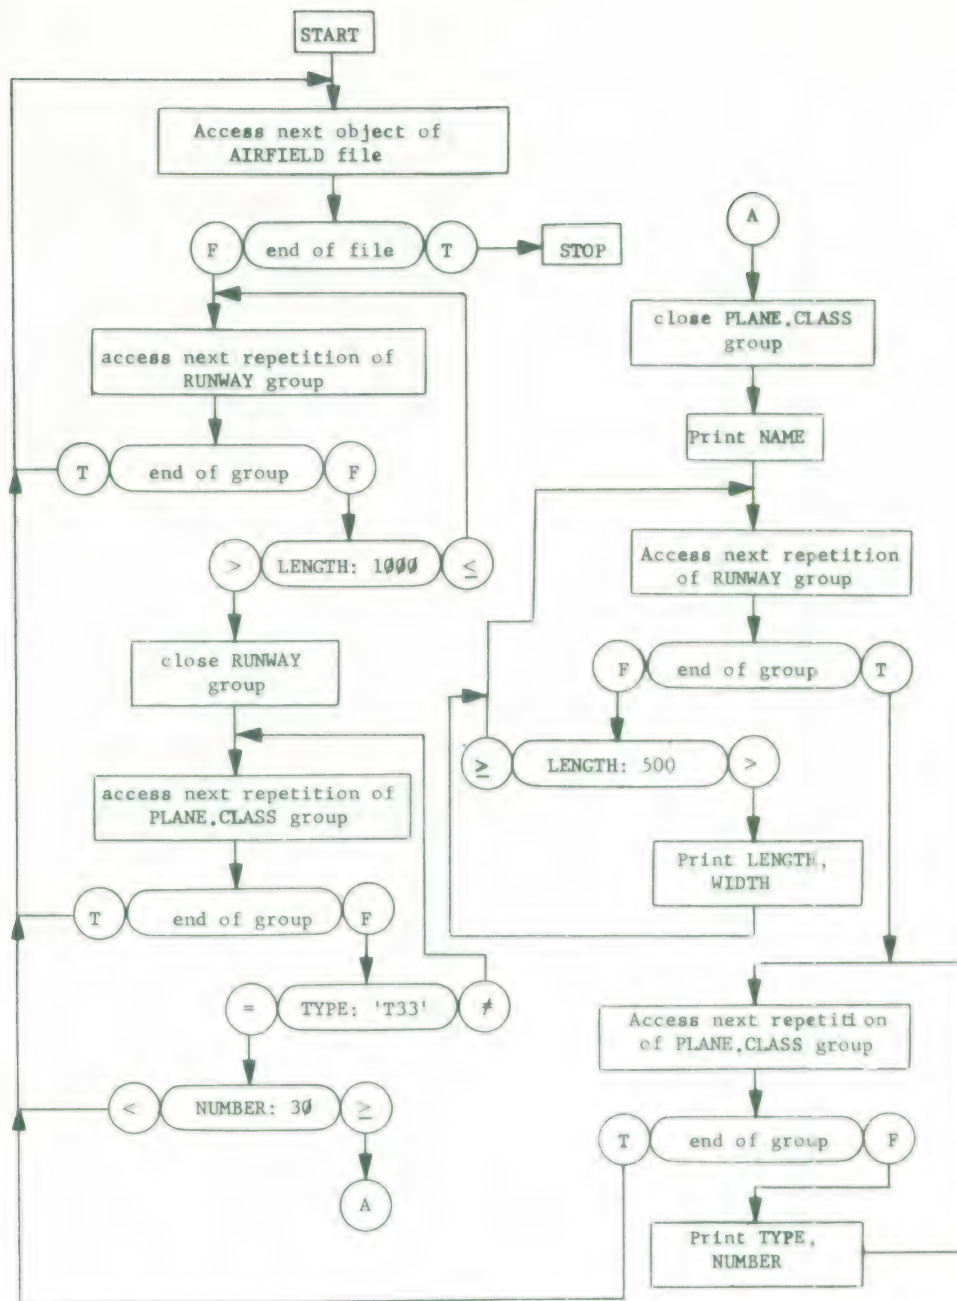 START
Access next object of
AIRFIELD file
F
end of file
T
STOP
access next repetition of
RUNWAY group
T
end of group
F
>
LENGTH: 1000
≤
close RUNWAY
group
access next repetition of
PLANE.CLASS group
T
end of group
F
=
TYPE: 'T33'
≠
<
NUMBER: 30
≥
A
A
close PLANE.CLASS
group
Print NAME
Access next repetition
of RUNWAY group
F
end of group
T
≥
LENGTH: 500
>
Print LENGTH,
WIDTH
Access next repetition
of PLANE.CLASS group
T
end of group
F
Print TYPE,
NUMBER